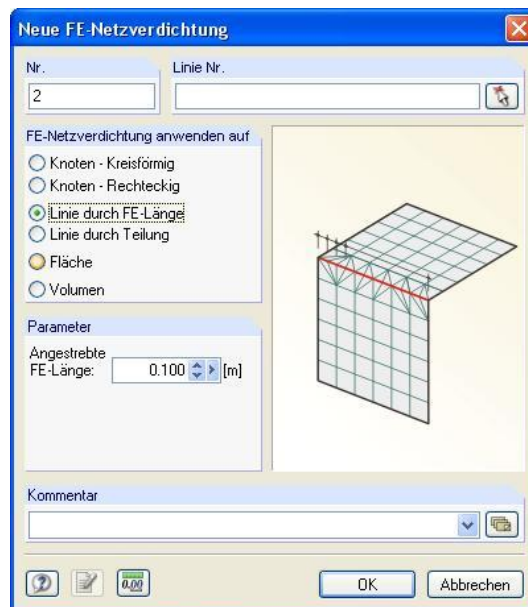 Neue FE-Netzverdichtung
Nr.
Linie Nr.
2
FE-Netzverdichtung anwenden auf
Knoten - Kreisförmig
Knoten - Rechteckig
Linie durch FE-Länge
Linie durch Teilung
Fläche
Volumen
Parameter
Angestrebte
FE-Länge:
0.100
[m]
Kommentar
0.00
OK
Abbrechen